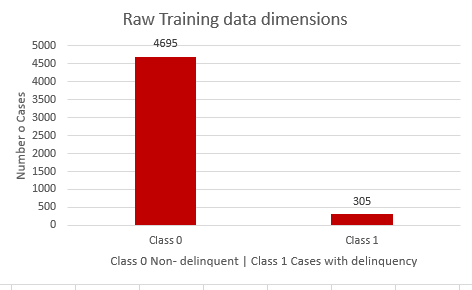 Raw Training data dimensions
5000
4500
4000
3500
3000
2500
2000
1500
1000
500
0
Number o Cases
4695
305
Class 0
Class 1
Class 0 Non- delinquent | Class 1 Cases with delinquency